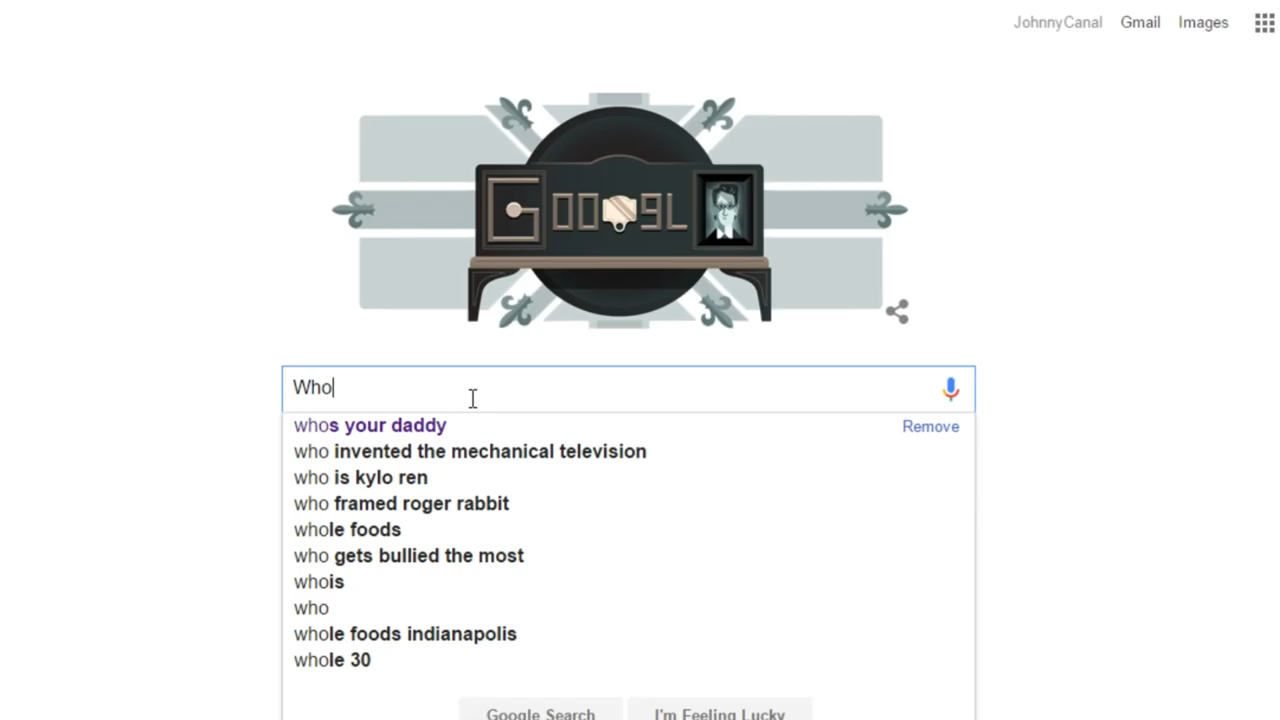 JohnnyCanal Gmail Images
GOO9L
Who
whos your daddy Remove
who invented the mechanical television
who is kylo ren
who framed roger rabbit
whole foods
who gets bullied the most
whois
who
whole foods indianapolis
whole 30
Google Search I'm Feeling Lucky